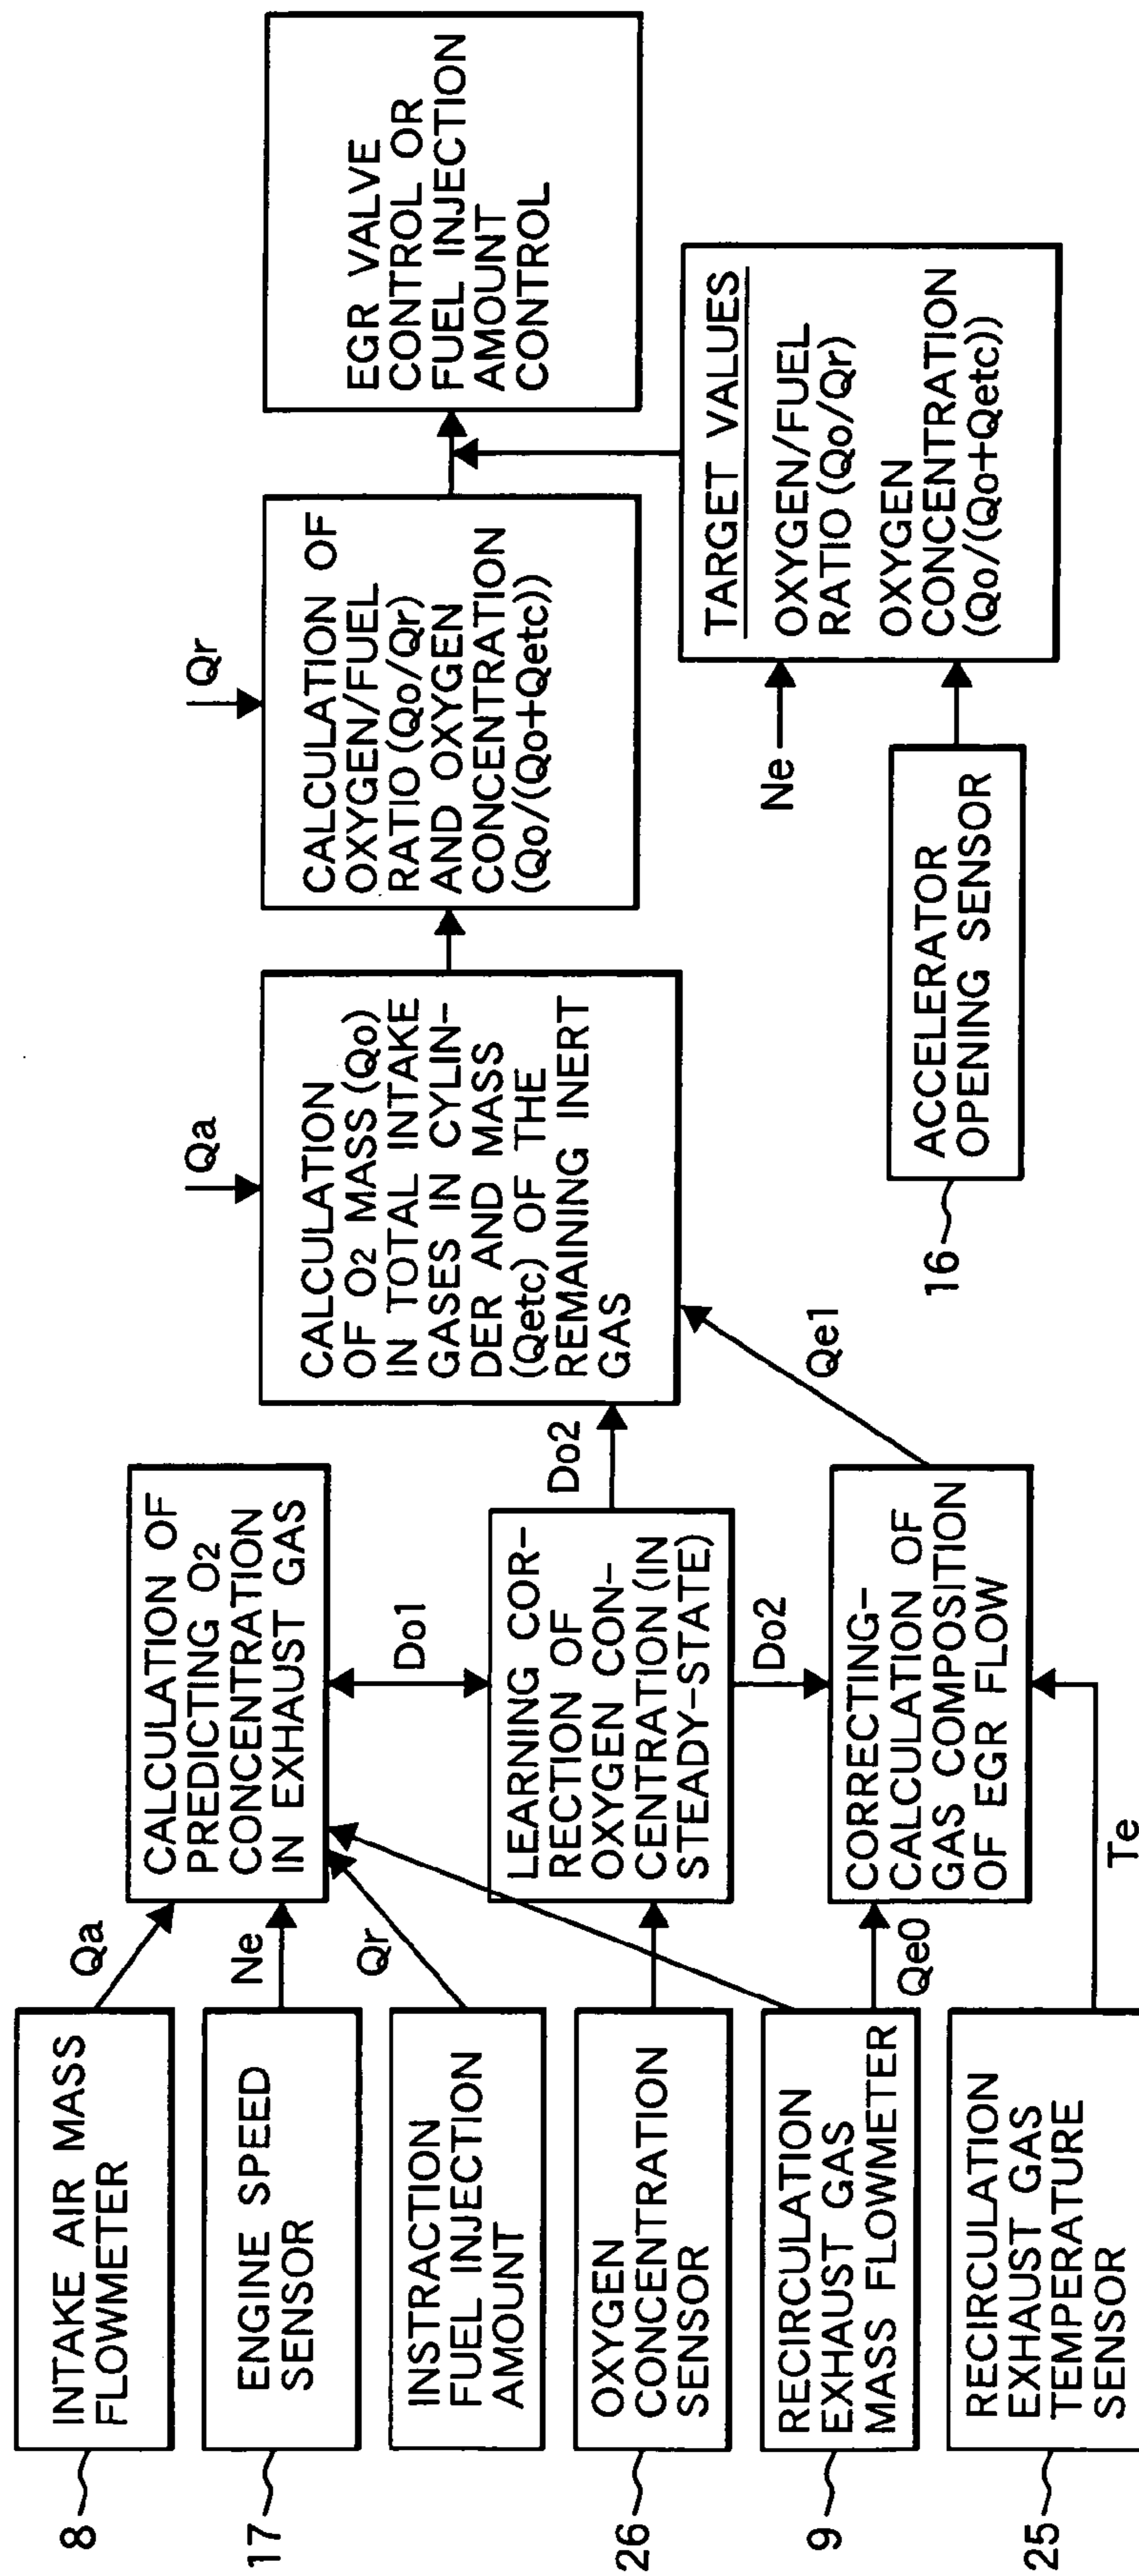 8
INTAKE AIR MASS
FLOWMETER
17
ENGINE SPEED
SENSOR
INSTRACTION
FUEL INJECTION
AMOUNT
26
OXYGEN
CONCENTRATION
SENSOR
9
RECIRCULATION
EXHAUST GAS
MASS FLOWMETER
25
RECIRCULATION
EXHAUST GAS
TEMPERATURE
SENSOR
Qa
Ne
Qr
Qe0
Te
CALCULATION OF
PREDICTING O2
CONCENTRATION
IN EXHAUST GAS
Do1
LEARNING COR-
RECTION OF
OXYGEN CON-
CENTRATION (IN
STEADY-STATE)
Do2
CORRECTING-
CALCULATION OF
GAS COMPOSITION
OF EGR FLOW
Do2
Qe1
Qa
CALCULATION
OF O2 MASS (Qo)
IN TOTAL INTAKE
GASES IN CYLIN-
DER AND MASS
(Qetc) OF THE
REMAINING INERT
GAS
16
ACCELERATOR
OPENING SENSOR
Qr
CALCULATION OF
OXYGEN/FUEL
RATIO (Qo/Qr)
AND OXYGEN
CONCENTRATION
(Qo/(Qo+Qetc))
Ne
TARGET VALUES
OXYGEN/FUEL
RATIO (Qo/Qr)
OXYGEN
CONCENTRATION
(Qo/(Qo+Qetc))
EGR VALVE
CONTROL OR
FUEL INJECTION
AMOUNT
CONTROL